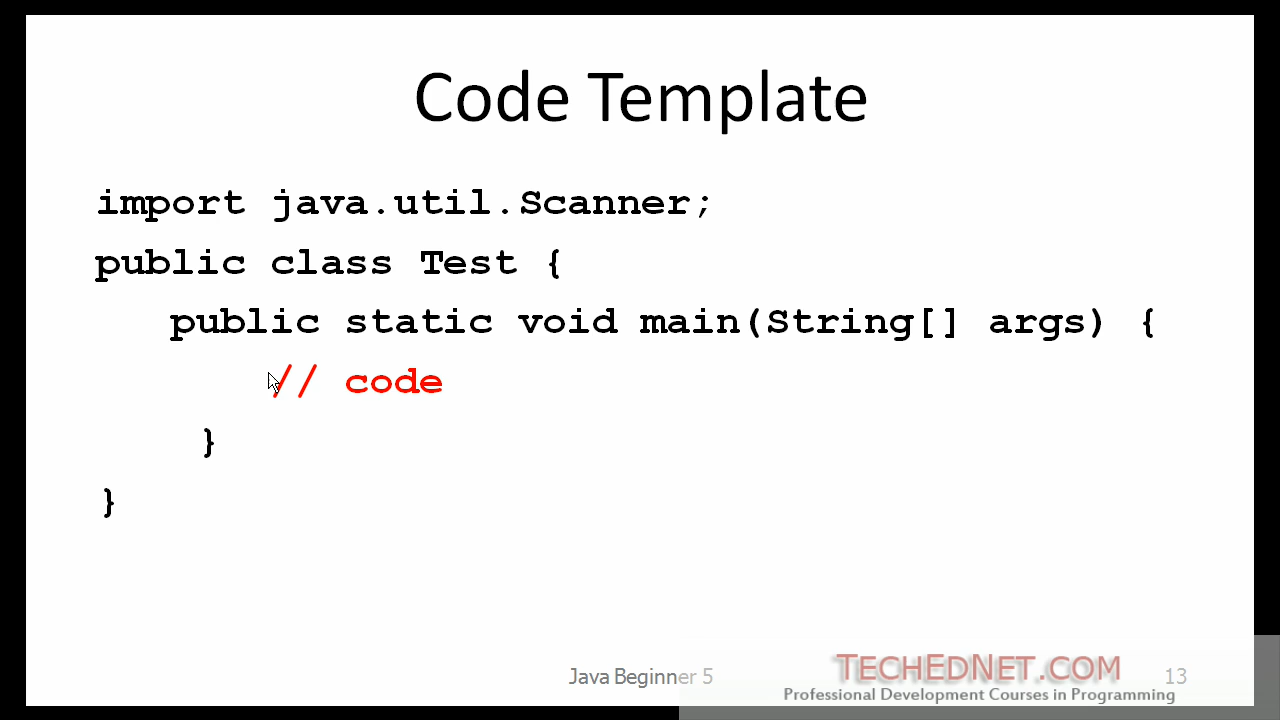 Code Template
import java.util.Scanner;
public class Test {
public static void main(String[] args) {
// code
}
}
Java Beginner 5
TECHEDNET.COM
13
Professional Development Courses in Programming